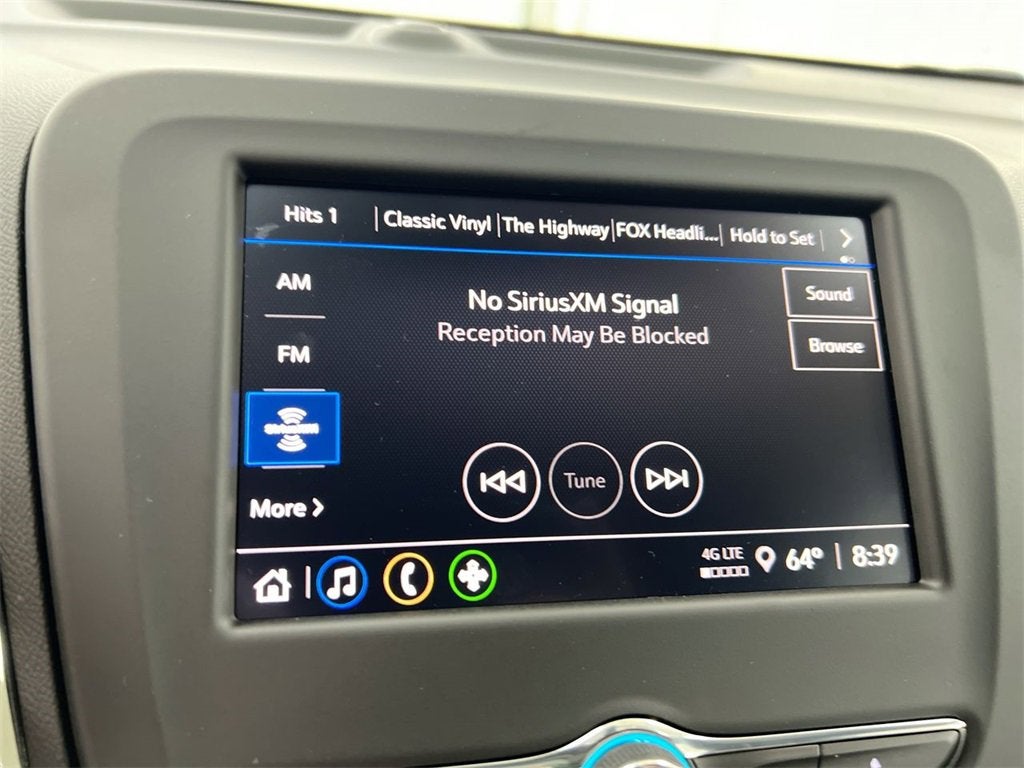 Hits 1 | Classic Vinyl | The Highway | FOX Headli... | Hold to Set |
AM
Sound
No SiriusXM Signal
Reception May Be Blocked
Browse
FM
SIRIUSXM
Tune
More
4G LTE
64° | 8:39